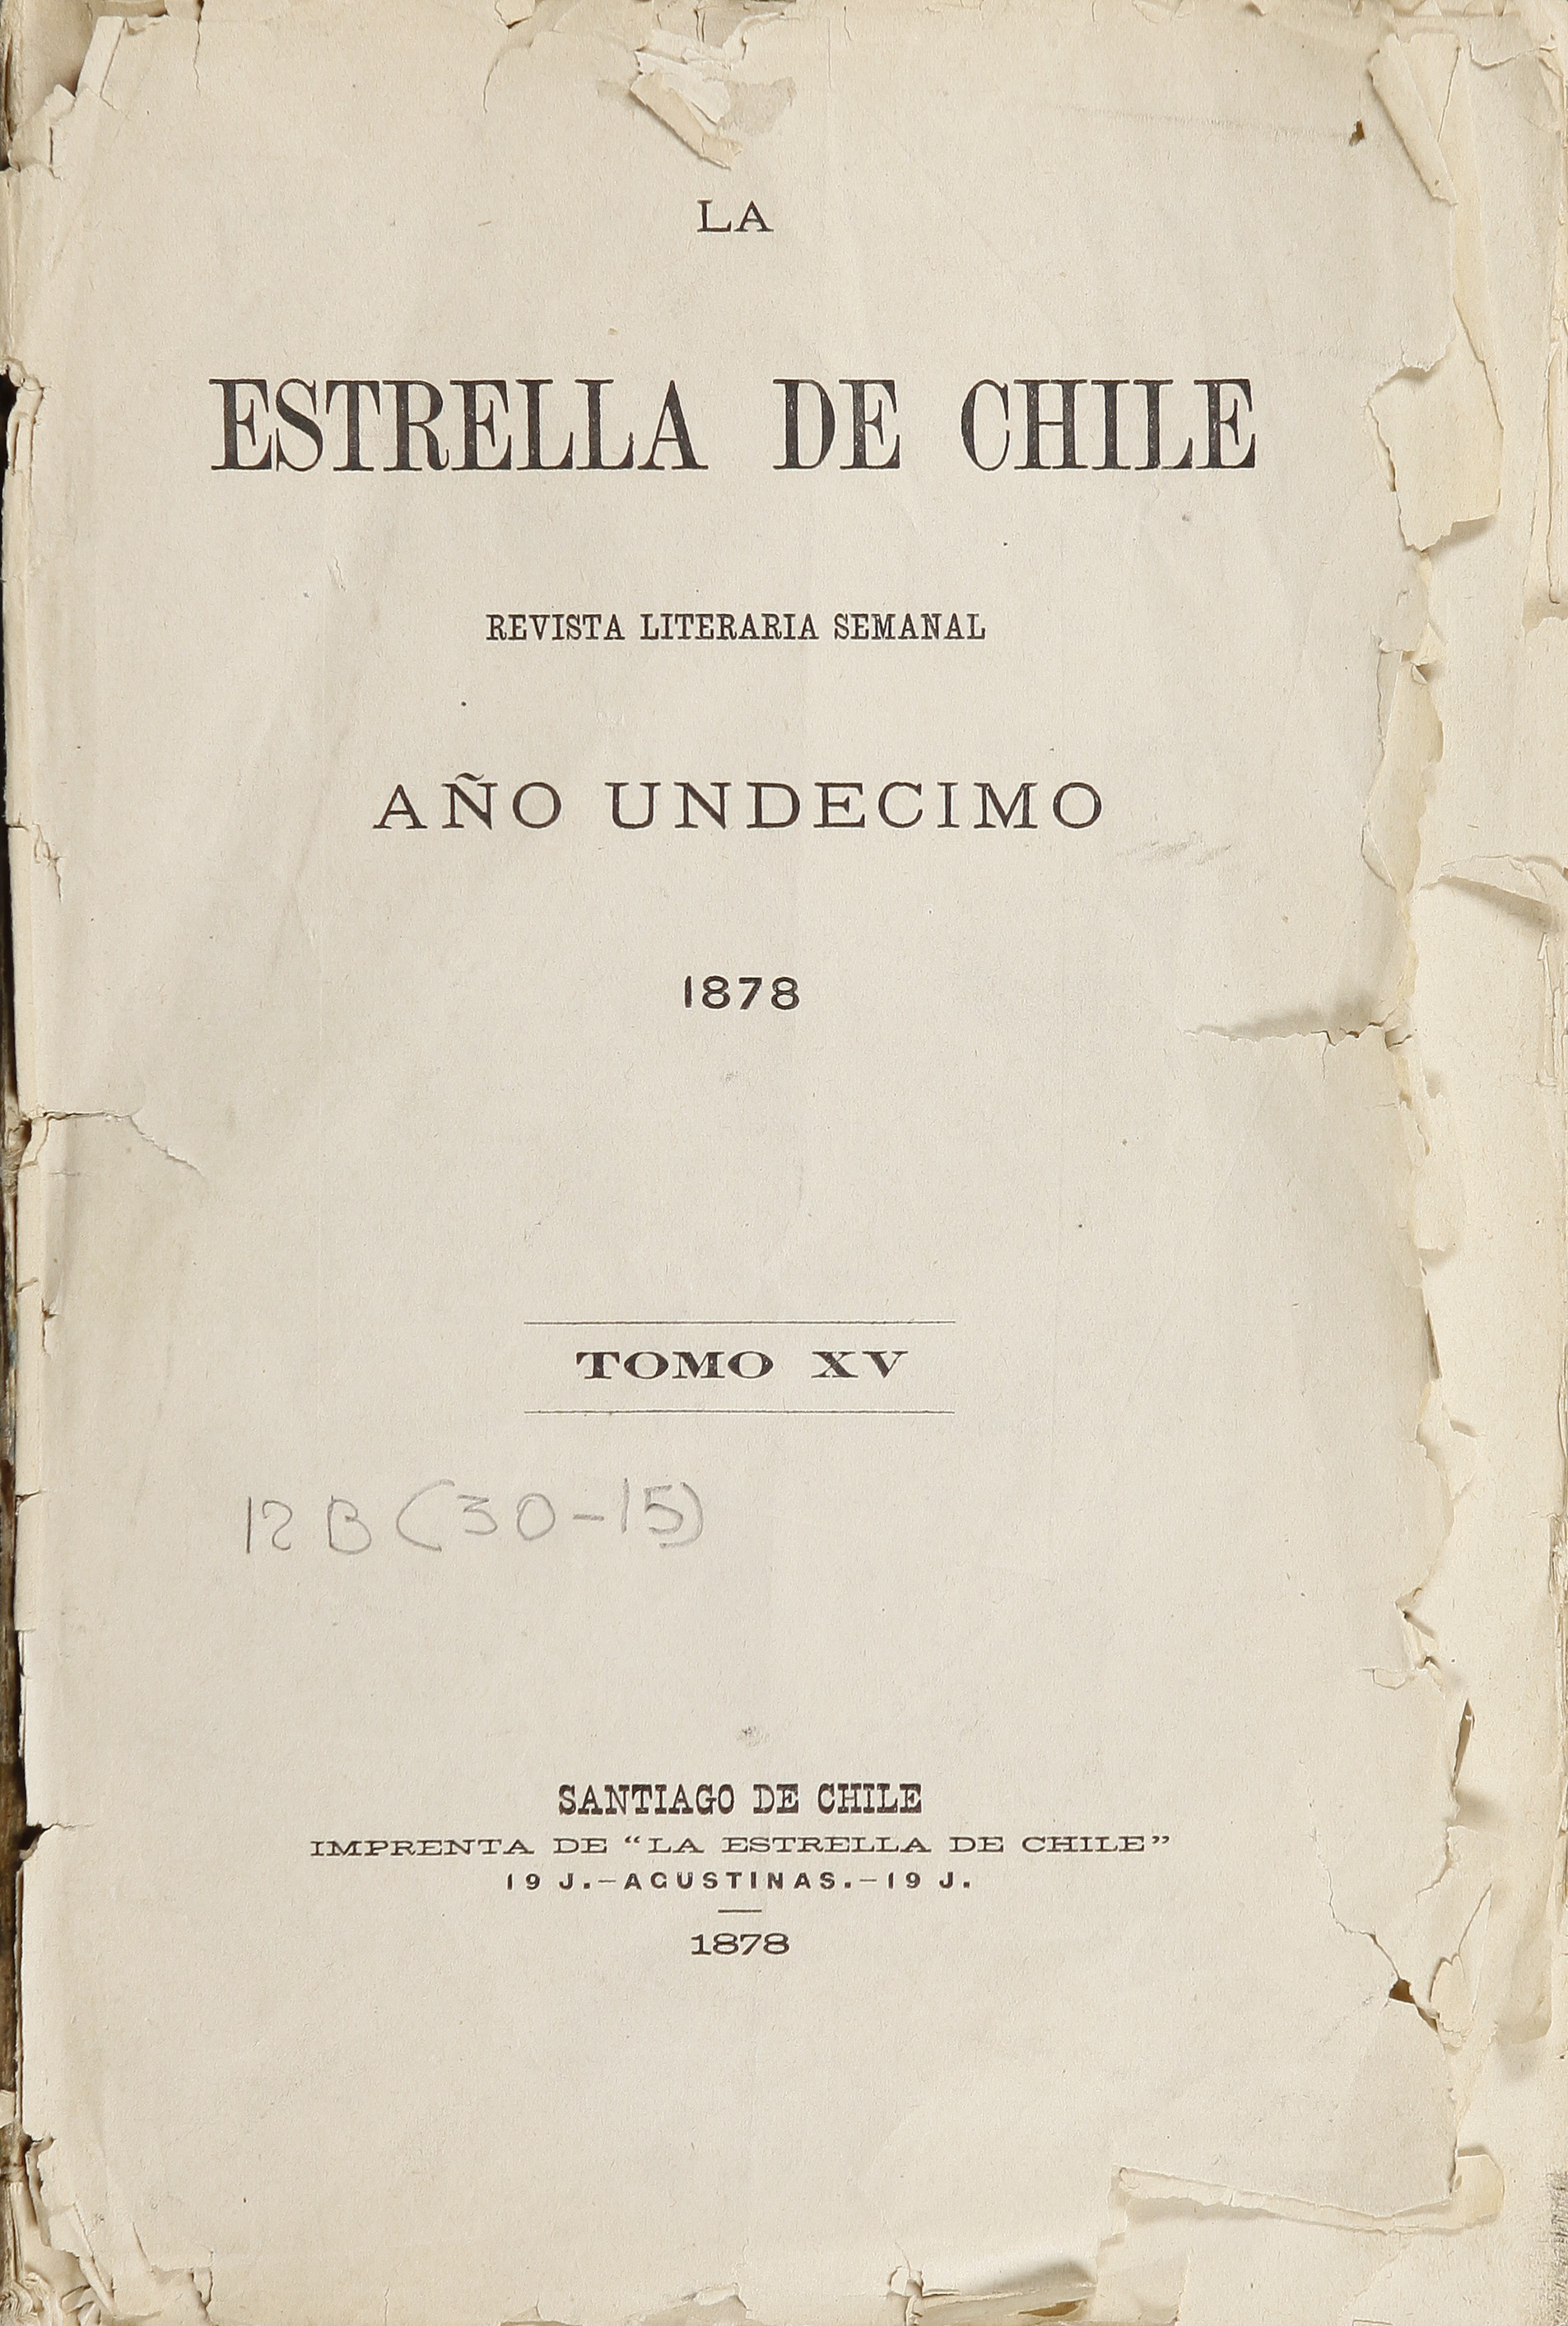 LA
ESTRELLA DE CHILE
REVISTA LITERARIA SEMANAL
AÑO UNDECIMO
1878
TOMO XV
12 B (30-15)
SANTIAGO DE CHILE
IMPRENTA DE “LA ESTRELLA DE CHILE”
19 J.—AGUSTINAS.—19 J.
1878